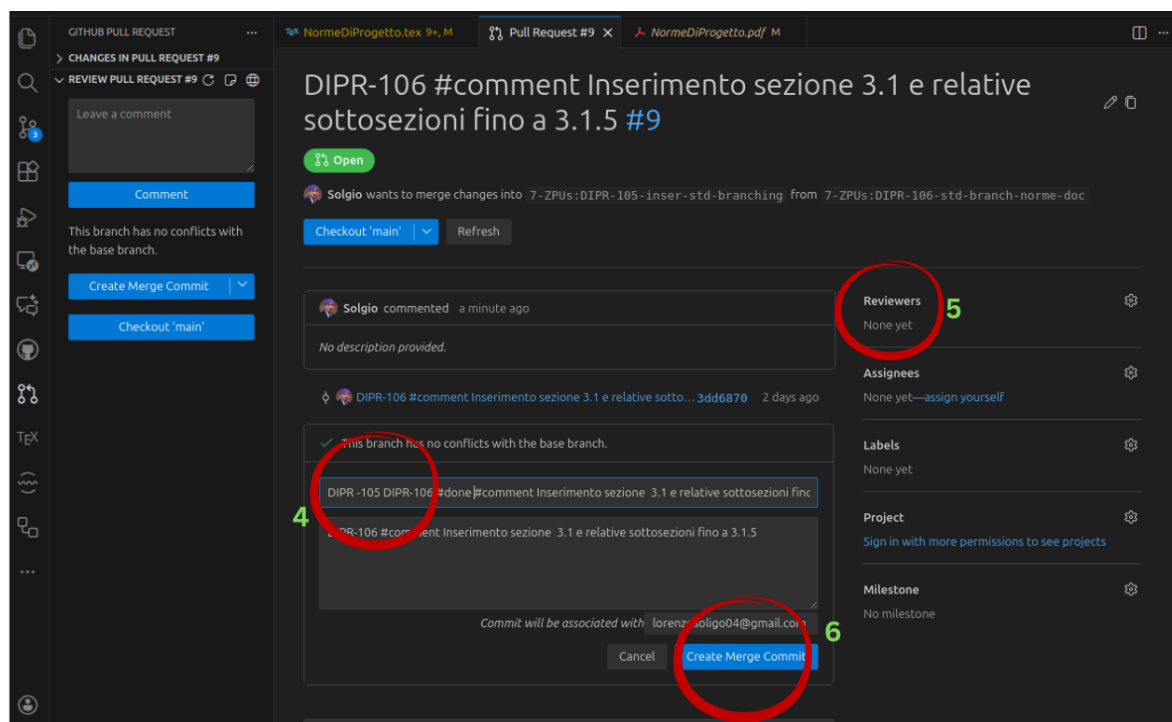 GITHUB PULL REQUEST
CHANGES IN PULL REQUEST #9
REVIEW PULL REQUEST #9
Leave a comment
Comment
This branch has no conflicts with
the base branch.
Create Merge Commit
Checkout 'main'
TEX
TEX NormeDiProgetto.tex 9+, M
Pull Request #9
NormeDiProgetto.pdf M
DIPR-106 #comment Inserimento sezione 3.1 e relative
sottosezioni fino a 3.1.5 #9
Open
Solgio wants to merge changes into 7-ZPUs:DIPR-105-inser-std-branching from 7-ZPUs:DIPR-106-std-branch-norme-doc
Checkout 'main'
Refresh
Solgio commented a minute ago
No description provided.
DIPR-106 #comment Inserimento sezione 3.1 e relative sotto... 3dd6870 2 days ago
This branch has no conflicts with the base branch.
DIPR -105 DIPR-106 #done #comment Inserimento sezione 3.1 e relative sottosezioni finc
4
DIPR-106 #comment Inserimento sezione 3.1 e relative sottosezioni fino a 3.1.5
Commit will be associated with lorenzosoligo04@gmail.com
6
Cancel
Create Merge Commit
Reviewers
5
None yet
Assignees
None yet—assign yourself
Labels
None yet
Project
Sign in with more permissions to see projects
Milestone
No milestone
3